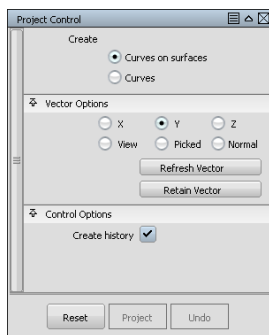 Project Control
Create
Curves on surfaces
Curves
Vector Options
X Y Z
View Picked Normal
Refresh Vector
Retain Vector
Control Options
Create history
Reset Project Undo